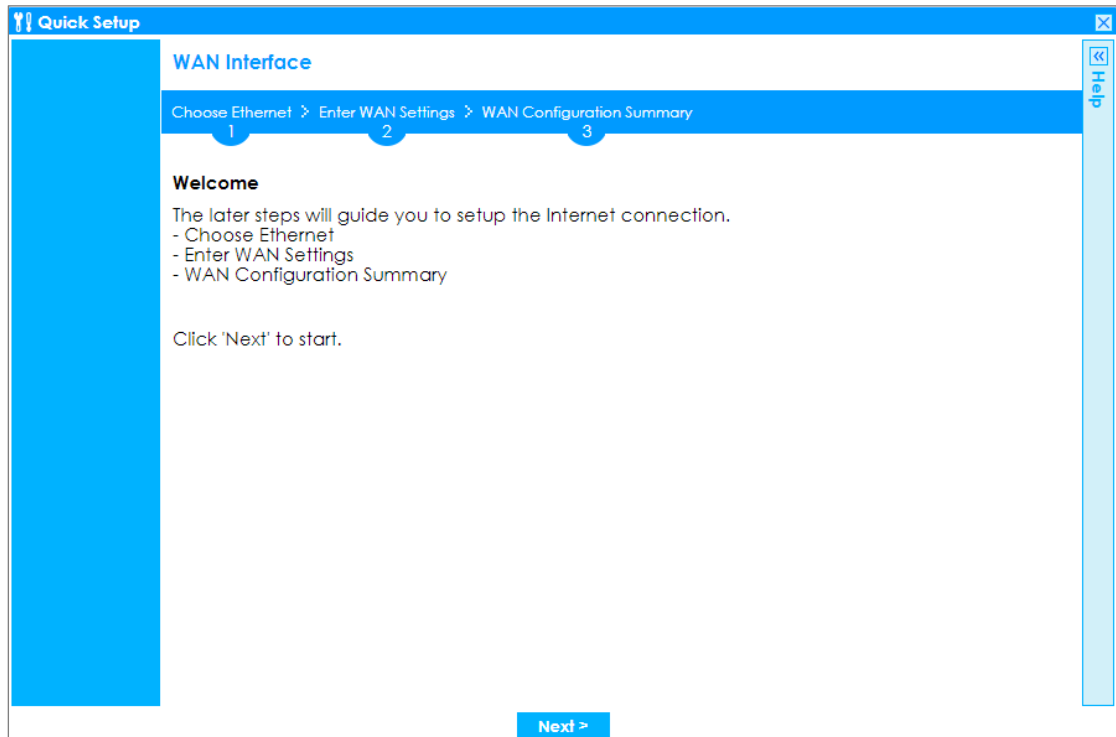 Quick Setup
Help
WAN Interface
Choose Ethernet > Enter WAN Settings > WAN Configuration Summary
1 2 3
Welcome
The later steps will guide you to setup the Internet connection.
- Choose Ethernet
- Enter WAN Settings
- WAN Configuration Summary
Click 'Next' to start.
Next >